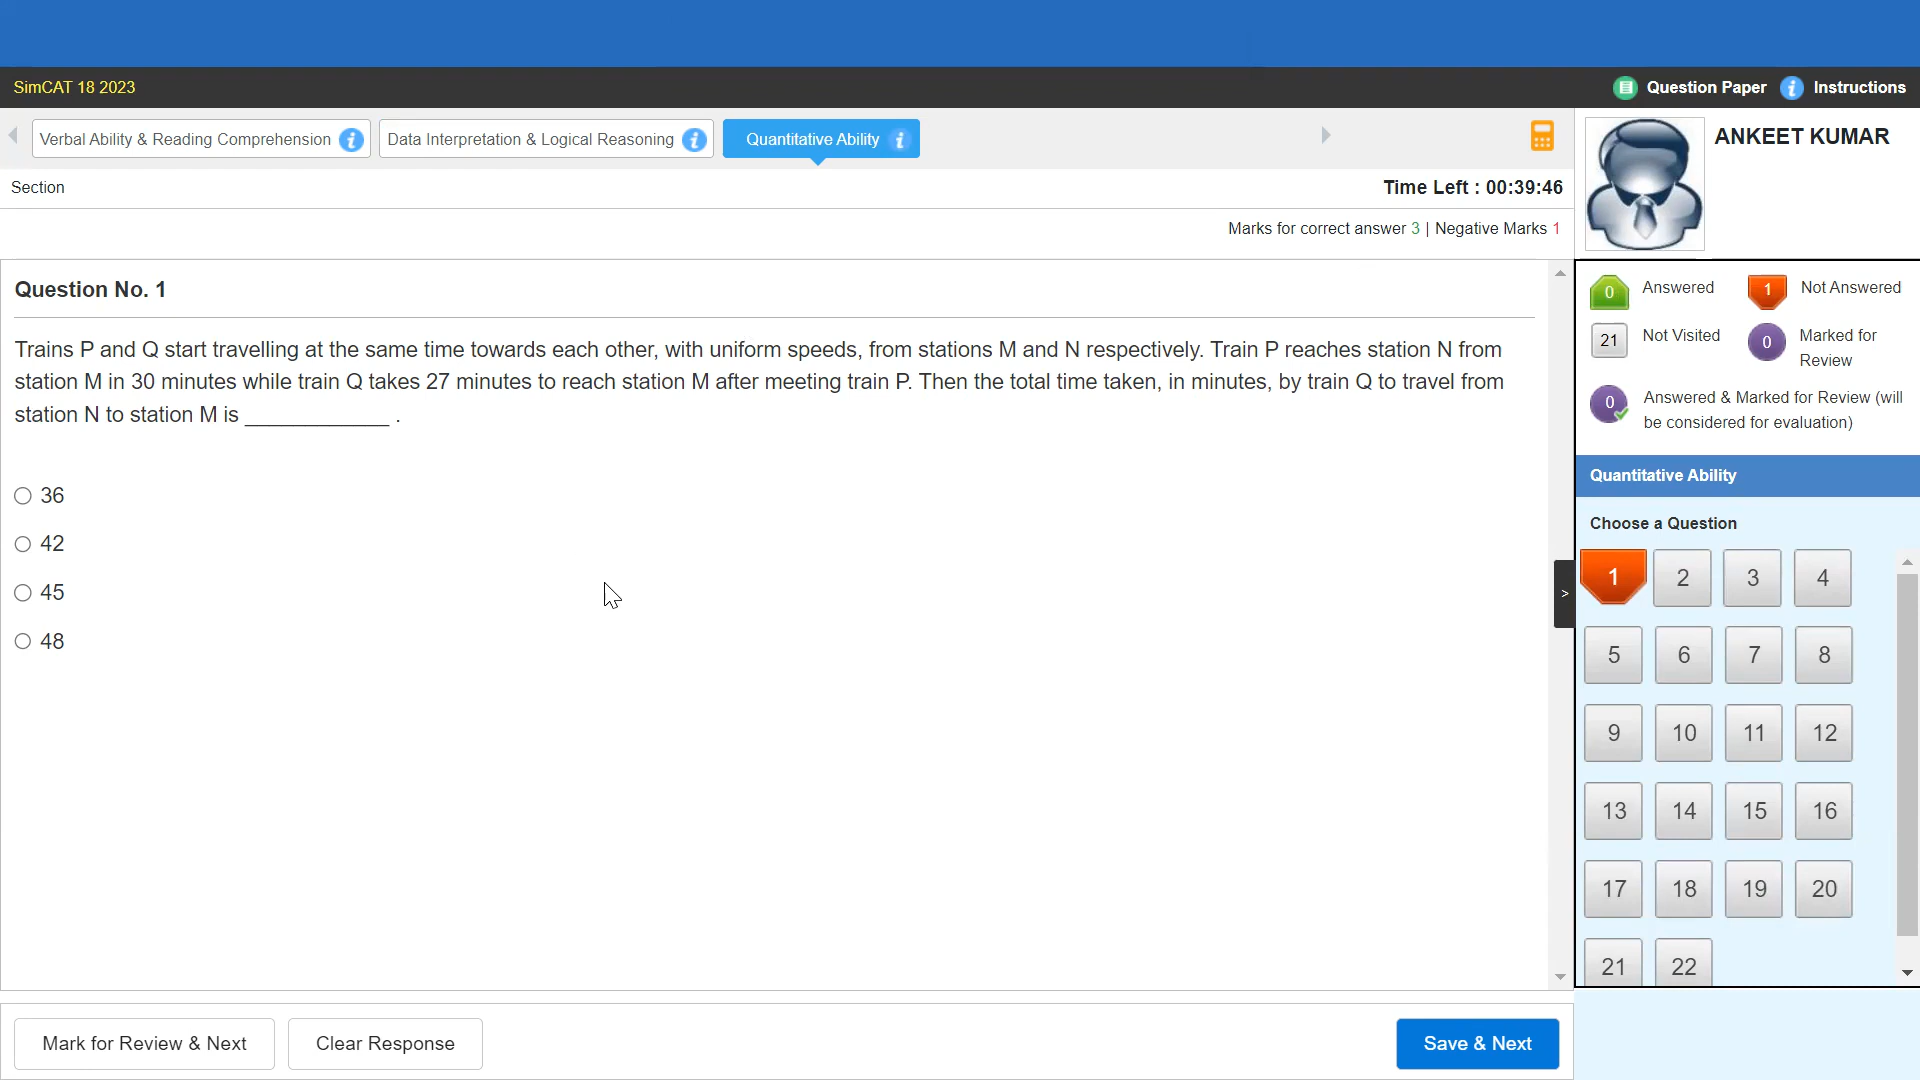 SimCAT 18 2023
Question Paper
Instructions
Verbal Ability & Reading Comprehension i
Data Interpretation & Logical Reasoning i
Quantitative Ability i
ANKEET KUMAR
Section
Time Left : 00:39:46
Marks for correct answer 3 | Negative Marks 1
Question No. 1
Trains P and Q start travelling at the same time towards each other, with uniform speeds, from stations M and N respectively. Train P reaches station N from
station M in 30 minutes while train Q takes 27 minutes to reach station M after meeting train P. Then the total time taken, in minutes, by train Q to travel from
station N to station M is _____________ .
36
42
45
48
0 Answered
1 Not Answered
21 Not Visited
0 Marked for
Review
0 Answered & Marked for Review (will
be considered for evaluation)
Quantitative Ability
Choose a Question
>
1 2 3 4
5 6 7 8
9 10 11 12
13 14 15 16
17 18 19 20
21 22
Mark for Review & Next
Clear Response
Save & Next